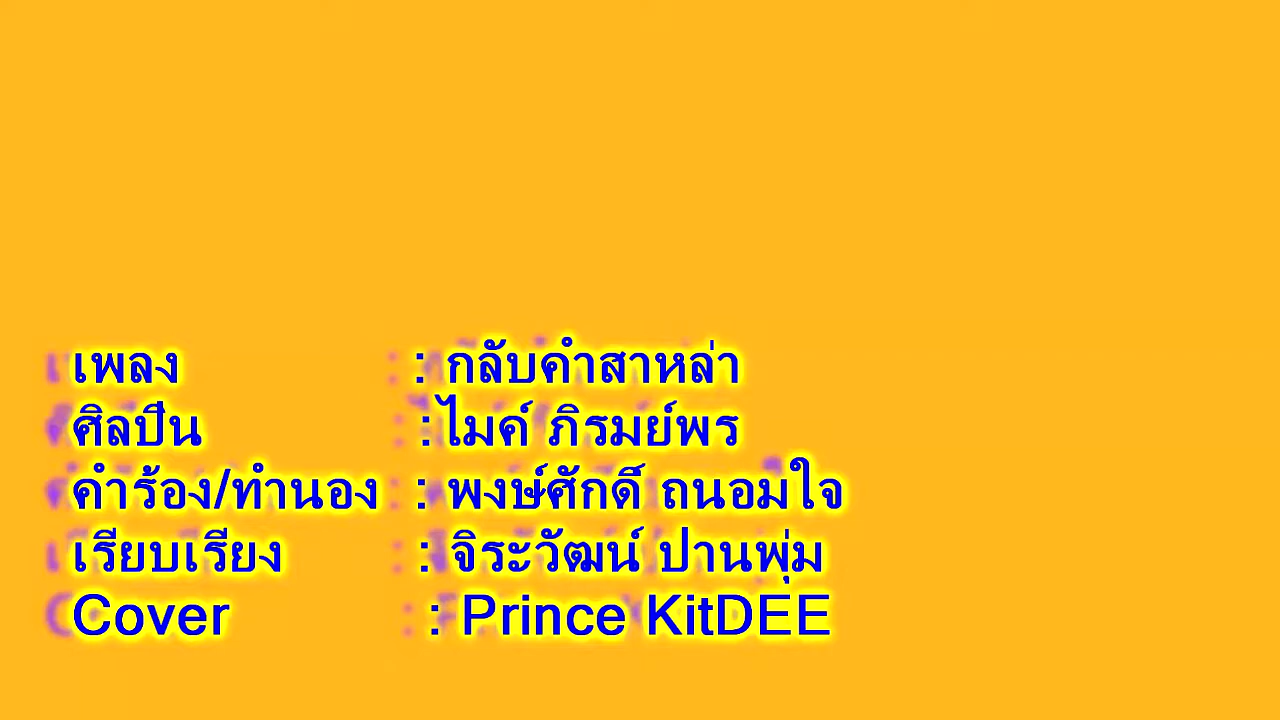 เพลง : กลับคำสาหล่า
ศิลปิน : ไมค์ ภิรมย์พร
คำร้อง/ทำนอง : พงษ์ศักดิ์ ถนอมใจ
เรียบเรียง : จิระวัฒน์ ปานพุ่ม
Cover : Prince KitDEE